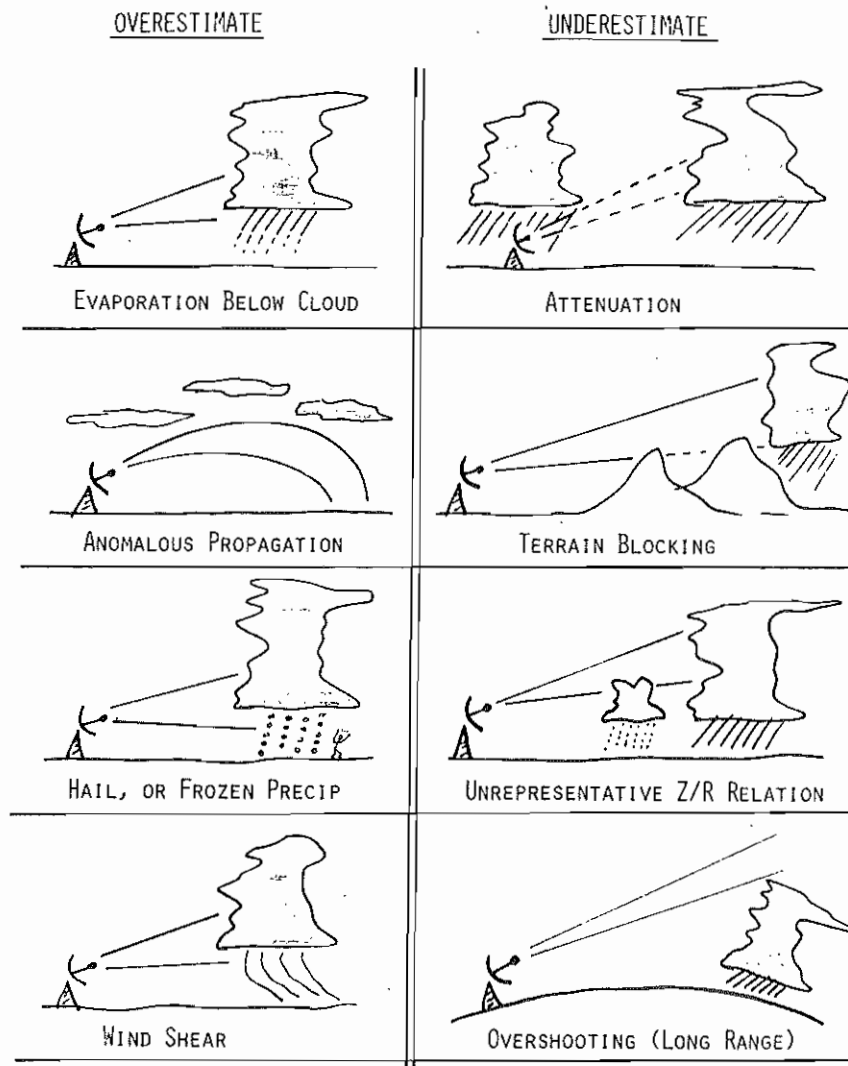 OVERESTIMATE
UNDERESTIMATE
EVAPORATION BELOW CLOUD
ATTENUATION
ANOMALOUS PROPAGATION
TERRAIN BLOCKING
HAIL, OR FROZEN PRECIP
UNREPRESENTATIVE Z/R RELATION
WIND SHEAR
OVERSHOOTING (LONG RANGE)